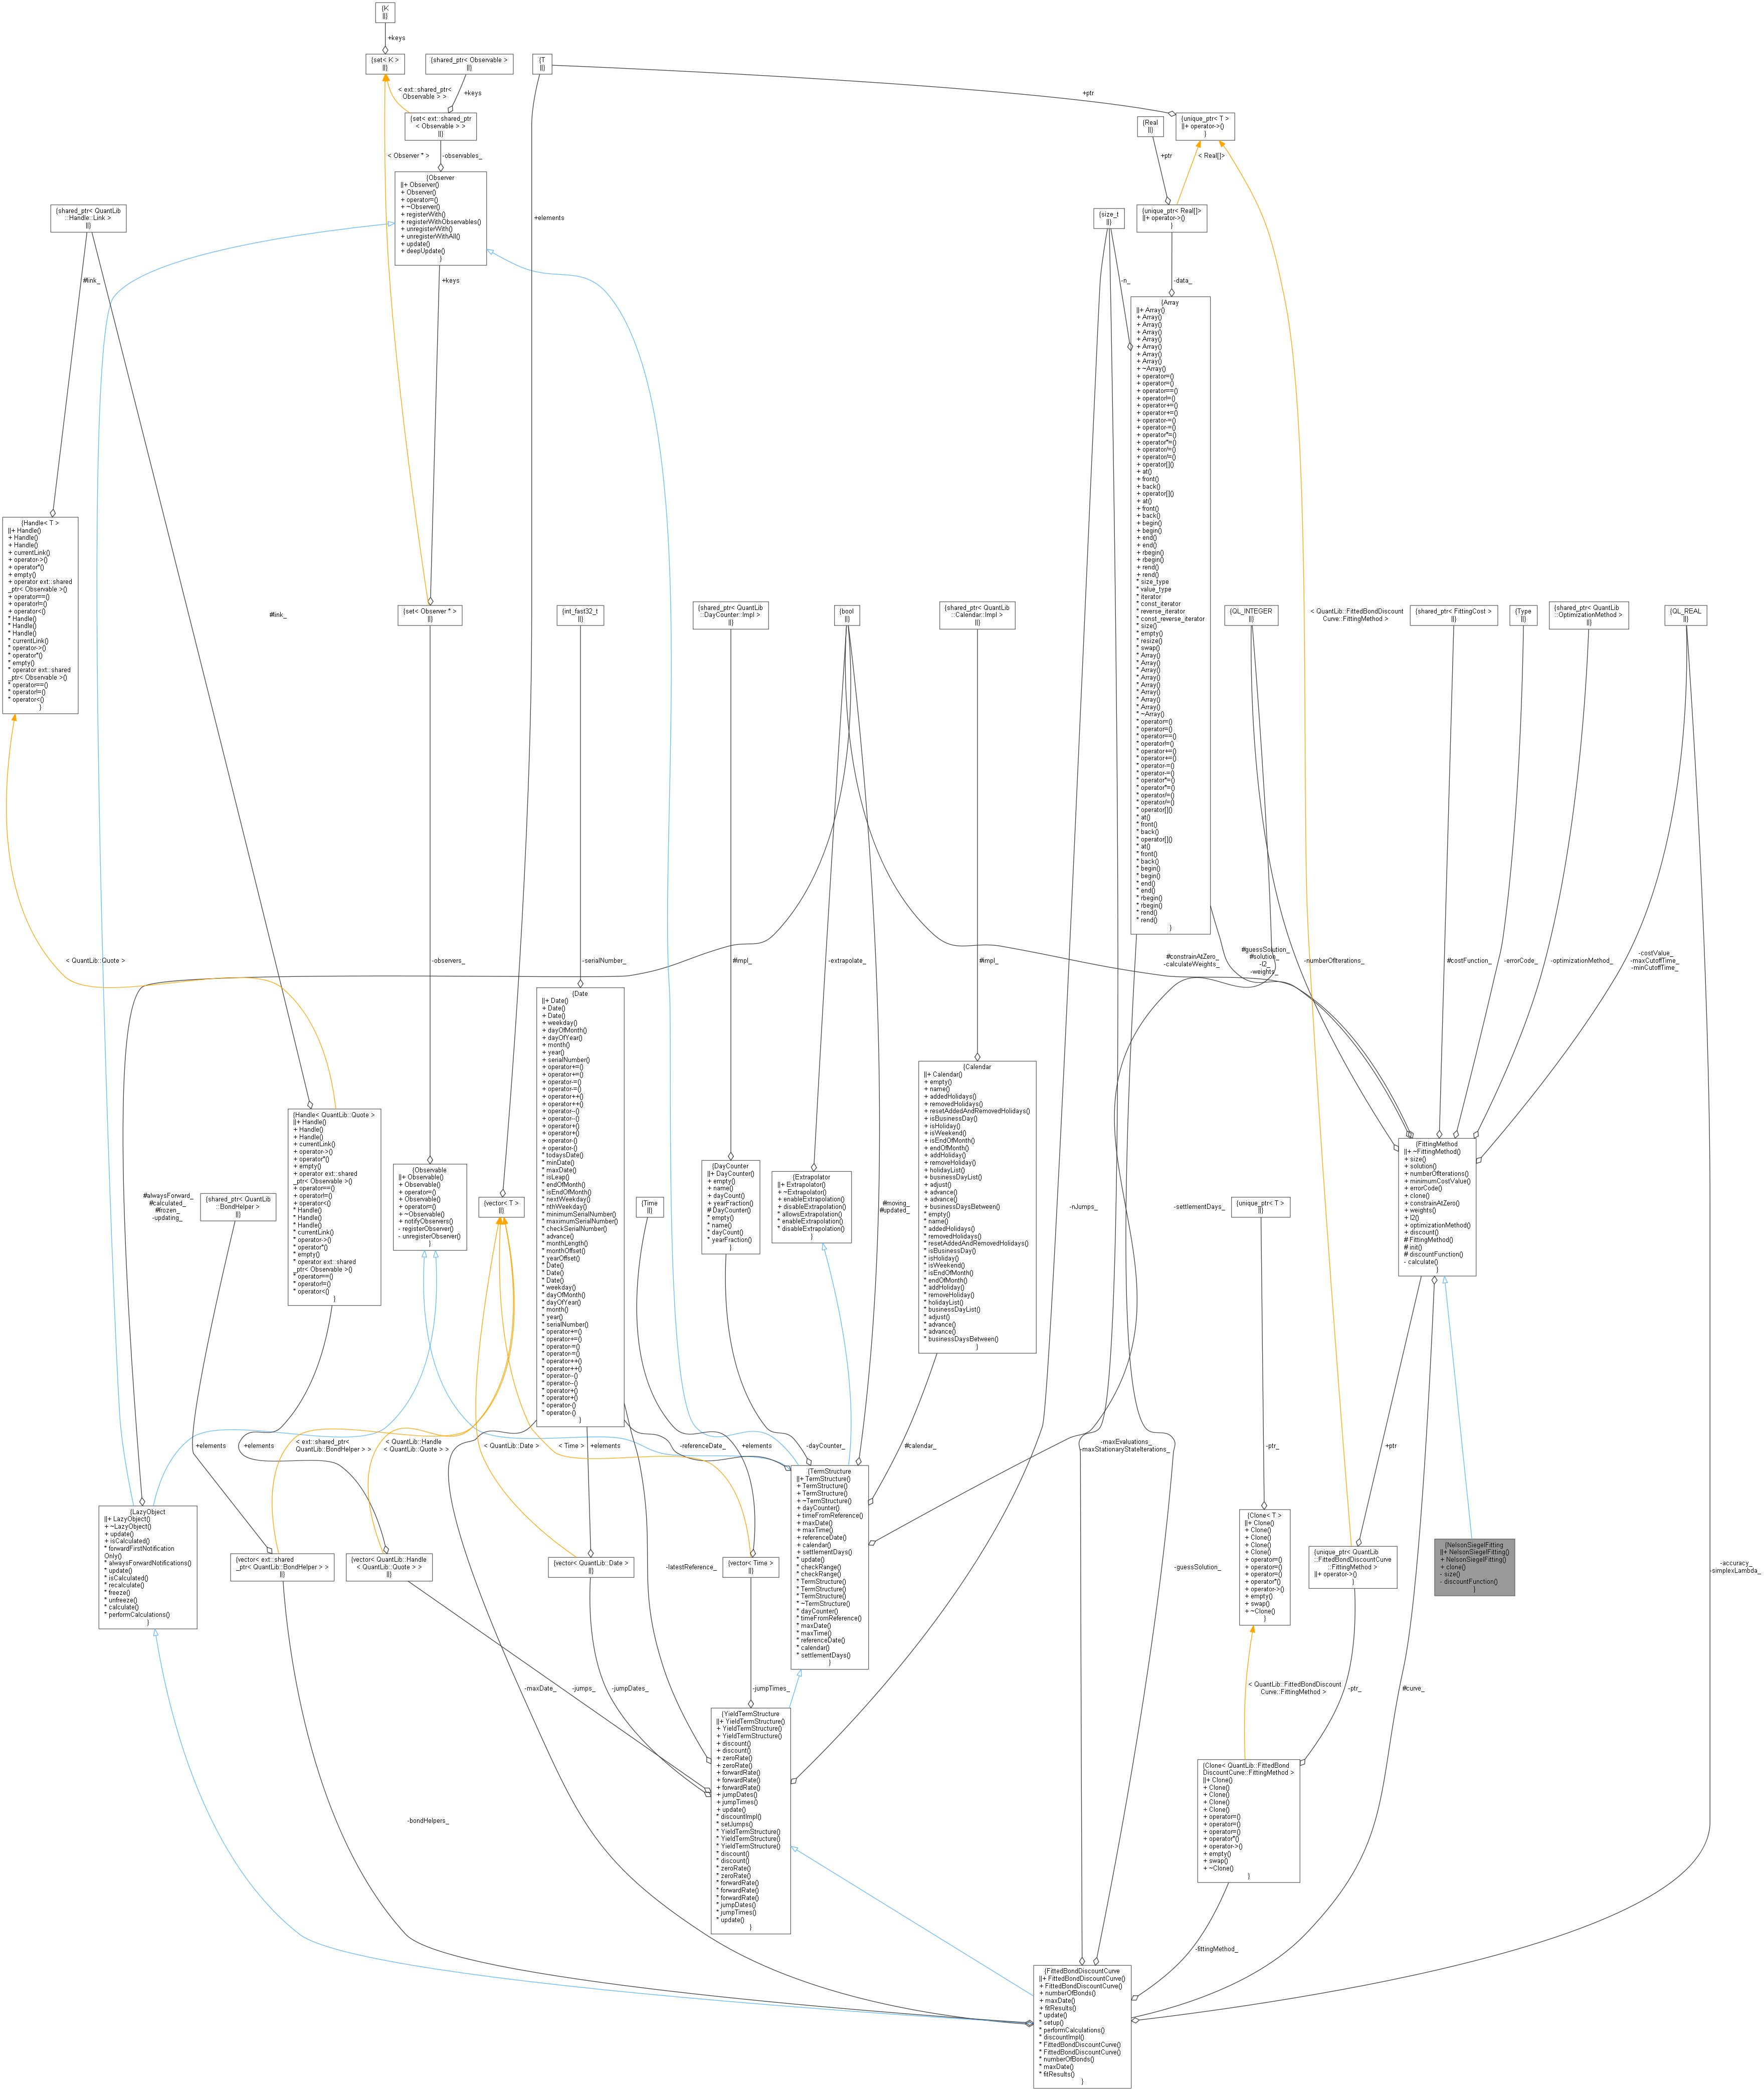 {K
||}
+keys
{set< K >
||}
{shared_ptr< Observable >
||}
{T
||}
< ext::shared_ptr<
Observable > >
+keys
+ptr
{set< ext::shared_ptr
< Observable > >
||}
{unique_ptr< T >
||+ operator->()
}
{Real
||}
< Observer * >
-observables_
+ptr
< Real[]>
{Observer
||+ Observer()
+ Observer()
+ operator=()
+ ~Observer()
+ registerWith()
+ registerWithObservables()
+ unregisterWith()
+ unregisterWithAll()
+ update()
+ deepUpdate()
}
{shared_ptr< QuantLib
::Handle::Link >
||}
+elements
{size_t
||}
{unique_ptr< Real[]>
||+ operator->()
}
#link_
+keys
-n_
-data_
{Array
||+ Array()
+ Array()
+ Array()
+ Array()
+ Array()
+ Array()
+ Array()
+ Array()
+ ~Array()
+ operator=()
+ operator=()
+ operator==()
+ operator!=()
+ operator+=()
+ operator+=()
+ operator-=()
+ operator-=()
+ operator*=()
+ operator*=()
+ operator/=()
+ operator/=()
+ operator[]()
+ at()
+ front()
+ back()
+ operator[]()
+ at()
+ front()
+ back()
+ begin()
+ begin()
+ end()
+ end()
+ rbegin()
+ rbegin()
+ rend()
+ rend()
* size_type
* value_type
* iterator
* const_iterator
* reverse_iterator
* const_reverse_iterator
* size()
* empty()
* resize()
* swap()
* Array()
* Array()
* Array()
* Array()
* Array()
* Array()
* Array()
* Array()
* ~Array()
* operator=()
* operator=()
* operator==()
* operator!=()
* operator+=()
* operator+=()
* operator-=()
* operator-=()
* operator*=()
* operator*=()
* operator/=()
* operator/=()
* operator[]()
* at()
* front()
* back()
* operator[]()
* at()
* front()
* back()
* begin()
* begin()
* end()
* end()
* rbegin()
* rbegin()
* rend()
* rend()
}
{Handle< T >
||+ Handle()
+ Handle()
+ Handle()
+ currentLink()
+ operator->()
+ operator*()
+ empty()
+ operator ext::shared
_ptr< Observable >()
+ operator==()
+ operator!=()
+ operator<()
* Handle()
* Handle()
* Handle()
* currentLink()
* operator->()
* operator*()
* empty()
* operator ext::shared
_ptr< Observable >()
* operator==()
* operator!=()
* operator<()
}
#link_
{set< Observer * >
||}
{int_fast32_t
||}
{shared_ptr< QuantLib
::DayCounter::Impl >
||}
{bool
||}
{shared_ptr< QuantLib
::Calendar::Impl >
||}
{QL_INTEGER
||}
< QuantLib::FittedBondDiscount
Curve::FittingMethod >
{shared_ptr< FittingCost >
||}
{Type
||}
{shared_ptr< QuantLib
::OptimizationMethod >
||}
{QL_REAL
||}
< QuantLib::Quote >
-observers_
-serialNumber_
#impl_
-extrapolate_
#impl_
#constrainAtZero_
-calculateWeights_
#guessSolution_
#solution_
-l2_
-weights_
-numberOfIterations_
#costFunction_
-errorCode_
-optimizationMethod_
-costValue_
-maxCutoffTime_
-minCutoffTime_
{Date
||+ Date()
+ Date()
+ Date()
+ weekday()
+ dayOfMonth()
+ dayOfYear()
+ month()
+ year()
+ serialNumber()
+ operator+=()
+ operator+=()
+ operator-=()
+ operator-=()
+ operator++()
+ operator++()
+ operator--()
+ operator--()
+ operator+()
+ operator+()
+ operator-()
+ operator-()
* todaysDate()
* minDate()
* maxDate()
* isLeap()
* endOfMonth()
* isEndOfMonth()
* nextWeekday()
* nthWeekday()
* minimumSerialNumber()
* maximumSerialNumber()
* checkSerialNumber()
* advance()
* monthLength()
* monthOffset()
* yearOffset()
* Date()
* Date()
* Date()
* weekday()
* dayOfMonth()
* dayOfYear()
* month()
* year()
* serialNumber()
* operator+=()
* operator+=()
* operator-=()
* operator-=()
* operator++()
* operator++()
* operator--()
* operator--()
* operator+()
* operator+()
* operator-()
* operator-()
}
{Calendar
||+ Calendar()
+ empty()
+ name()
+ addedHolidays()
+ removedHolidays()
+ resetAddedAndRemovedHolidays()
+ isBusinessDay()
+ isHoliday()
+ isWeekend()
+ isEndOfMonth()
+ endOfMonth()
+ addHoliday()
+ removeHoliday()
+ holidayList()
+ businessDayList()
+ adjust()
+ advance()
+ advance()
+ businessDaysBetween()
* empty()
* name()
* addedHolidays()
* removedHolidays()
* resetAddedAndRemovedHolidays()
* isBusinessDay()
* isHoliday()
* isWeekend()
* isEndOfMonth()
* endOfMonth()
* addHoliday()
* removeHoliday()
* holidayList()
* businessDayList()
* adjust()
* advance()
* advance()
* businessDaysBetween()
}
{Handle< QuantLib::Quote >
||+ Handle()
+ Handle()
+ Handle()
+ currentLink()
+ operator->()
+ operator*()
+ empty()
+ operator ext::shared
_ptr< Observable >()
+ operator==()
+ operator!=()
+ operator<()
* Handle()
* Handle()
* Handle()
* currentLink()
* operator->()
* operator*()
* empty()
* operator ext::shared
_ptr< Observable >()
* operator==()
* operator!=()
* operator<()
}
{FittingMethod
||+ ~FittingMethod()
+ size()
+ solution()
+ numberOfIterations()
+ minimumCostValue()
+ errorCode()
+ clone()
+ constrainAtZero()
+ weights()
+ l2()
+ optimizationMethod()
+ discount()
# FittingMethod()
# init()
# discountFunction()
- calculate()
}
{Observable
||+ Observable()
+ Observable()
+ operator=()
+ Observable()
+ operator=()
+ ~Observable()
+ notifyObservers()
- registerObserver()
- unregisterObserver()
}
{DayCounter
||+ DayCounter()
+ empty()
+ name()
+ dayCount()
+ yearFraction()
# DayCounter()
* empty()
* name()
* dayCount()
* yearFraction()
}
{Extrapolator
||+ Extrapolator()
+ ~Extrapolator()
+ enableExtrapolation()
+ disableExtrapolation()
* allowsExtrapolation()
* enableExtrapolation()
* disableExtrapolation()
}
#alwaysForward_
#calculated_
#frozen_
-updating_
{shared_ptr< QuantLib
::BondHelper >
||}
{vector< T >
||}
{Time
||}
#moving_
#updated_
-nJumps_
-settlementDays_
{unique_ptr< T >
||}
+elements
+elements
< ext::shared_ptr<
QuantLib::BondHelper > >
< QuantLib::Handle
< QuantLib::Quote > >
< QuantLib::Date >
< Time >
+elements
-referenceDate_
+elements
-dayCounter_
#calendar_
-maxEvaluations_
-maxStationaryStateIterations_
-ptr_
+ptr
{TermStructure
||+ TermStructure()
+ TermStructure()
+ TermStructure()
+ ~TermStructure()
+ dayCounter()
+ timeFromReference()
+ maxDate()
+ maxTime()
+ referenceDate()
+ calendar()
+ settlementDays()
* update()
* checkRange()
* checkRange()
* TermStructure()
* TermStructure()
* TermStructure()
* ~TermStructure()
* dayCounter()
* timeFromReference()
* maxDate()
* maxTime()
* referenceDate()
* calendar()
* settlementDays()
}
{LazyObject
||+ LazyObject()
+ ~LazyObject()
+ update()
+ isCalculated()
* forwardFirstNotification
Only()
* alwaysForwardNotifications()
* update()
* isCalculated()
* recalculate()
* freeze()
* unfreeze()
* calculate()
* performCalculations()
}
{Clone< T >
||+ Clone()
+ Clone()
+ Clone()
+ Clone()
+ Clone()
+ operator=()
+ operator=()
+ operator=()
+ operator*()
+ operator->()
+ empty()
+ swap()
+ ~Clone()
}
{vector< ext::shared
_ptr< QuantLib::BondHelper > >
||}
{vector< QuantLib::Handle
< QuantLib::Quote > >
||}
{vector< QuantLib::Date >
||}
-latestReference_
{vector< Time >
||}
-guessSolution_
{unique_ptr< QuantLib
::FittedBondDiscountCurve
::FittingMethod >
||+ operator->()
}
{NelsonSiegelFitting
||+ NelsonSiegelFitting()
+ NelsonSiegelFitting()
+ clone()
- size()
- discountFunction()
}
-accuracy_
-simplexLambda_
-maxDate_
-jumps_
-jumpDates_
-jumpTimes_
< QuantLib::FittedBondDiscount
Curve::FittingMethod >
-ptr_
#curve_
{YieldTermStructure
||+ YieldTermStructure()
+ YieldTermStructure()
+ YieldTermStructure()
+ discount()
+ discount()
+ zeroRate()
+ zeroRate()
+ forwardRate()
+ forwardRate()
+ forwardRate()
+ jumpDates()
+ jumpTimes()
+ update()
* discountImpl()
* setJumps()
* YieldTermStructure()
* YieldTermStructure()
* YieldTermStructure()
* discount()
* discount()
* zeroRate()
* zeroRate()
* forwardRate()
* forwardRate()
* forwardRate()
* jumpDates()
* jumpTimes()
* update()
}
{Clone< QuantLib::FittedBond
DiscountCurve::FittingMethod >
||+ Clone()
+ Clone()
+ Clone()
+ Clone()
+ Clone()
+ operator=()
+ operator=()
+ operator=()
+ operator*()
+ operator->()
+ empty()
+ swap()
+ ~Clone()
}
-bondHelpers_
-fittingMethod_
{FittedBondDiscountCurve
||+ FittedBondDiscountCurve()
+ FittedBondDiscountCurve()
+ numberOfBonds()
+ maxDate()
+ fitResults()
* update()
* setup()
* performCalculations()
* discountImpl()
* FittedBondDiscountCurve()
* FittedBondDiscountCurve()
* numberOfBonds()
* maxDate()
* fitResults()
}